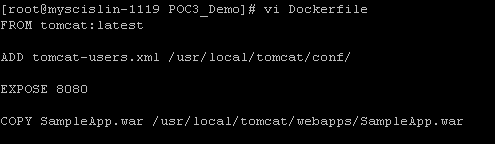 [root@myscislin-1119 POC3_Demo]# vi Dockerfile
FROM tomcat:latest
ADD tomcat-users.xml /usr/local/tomcat/conf/
EXPOSE 8080
COPY SampleApp.war /usr/local/tomcat/webapps/SampleApp.war